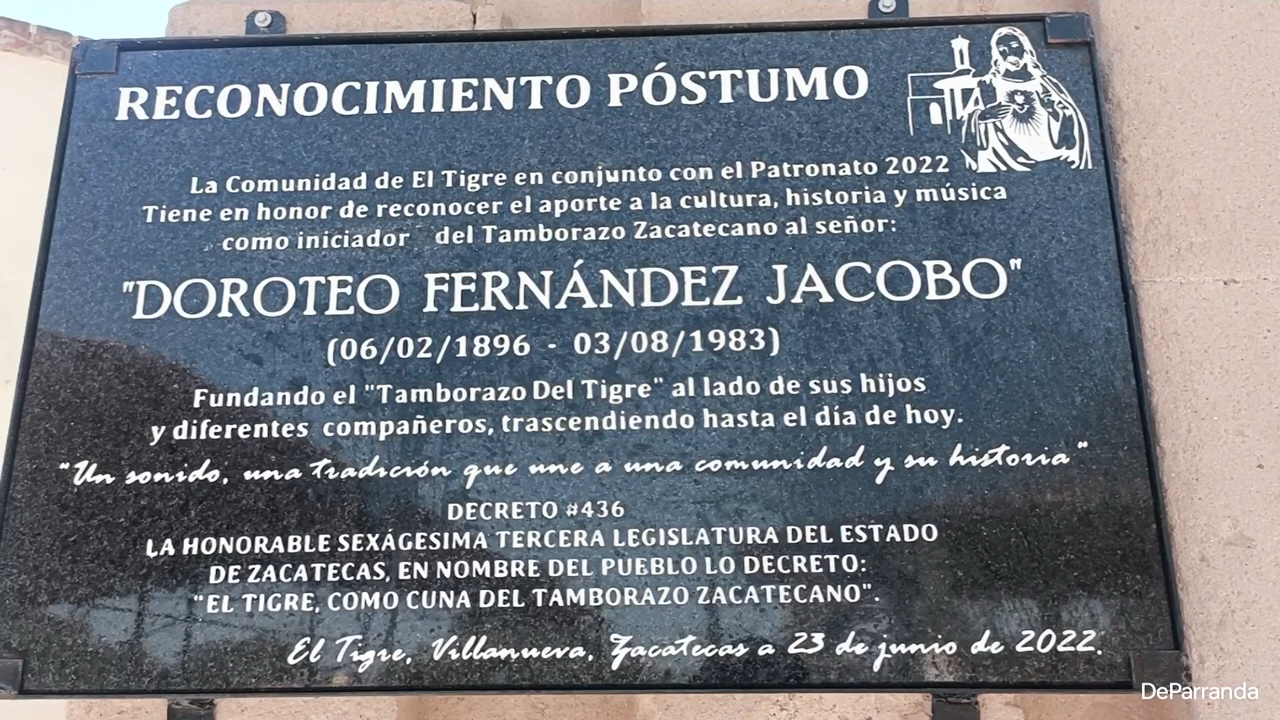 RECONOCIMIENTO PÓSTUMO
La Comunidad de El Tigre en conjunto con el Patronato 2022
Tiene en honor de reconocer el aporte a la cultura, historia y música
como iniciador del Tamborazo Zacatecano al señor:
"DOROTEO FERNÁNDEZ JACOBO"
(06/02/1896 - 03/08/1983)
Fundando el "Tamborazo Del Tigre" al lado de sus hijos
y diferentes compañeros, trascendiendo hasta el día de hoy.
"Un sonido, una tradición que une a una comunidad y su historia"
DECRETO #436
LA HONORABLE SEXÁGESIMA TERCERA LEGISLATURA DEL ESTADO
DE ZACATECAS, EN NOMBRE DEL PUEBLO LO DECRETO:
"EL TIGRE, COMO CUNA DEL TAMBORAZO ZACATECANO".
El Tigre, Villanueva, Zacatecas a 23 de junio de 2022.
DeParranda